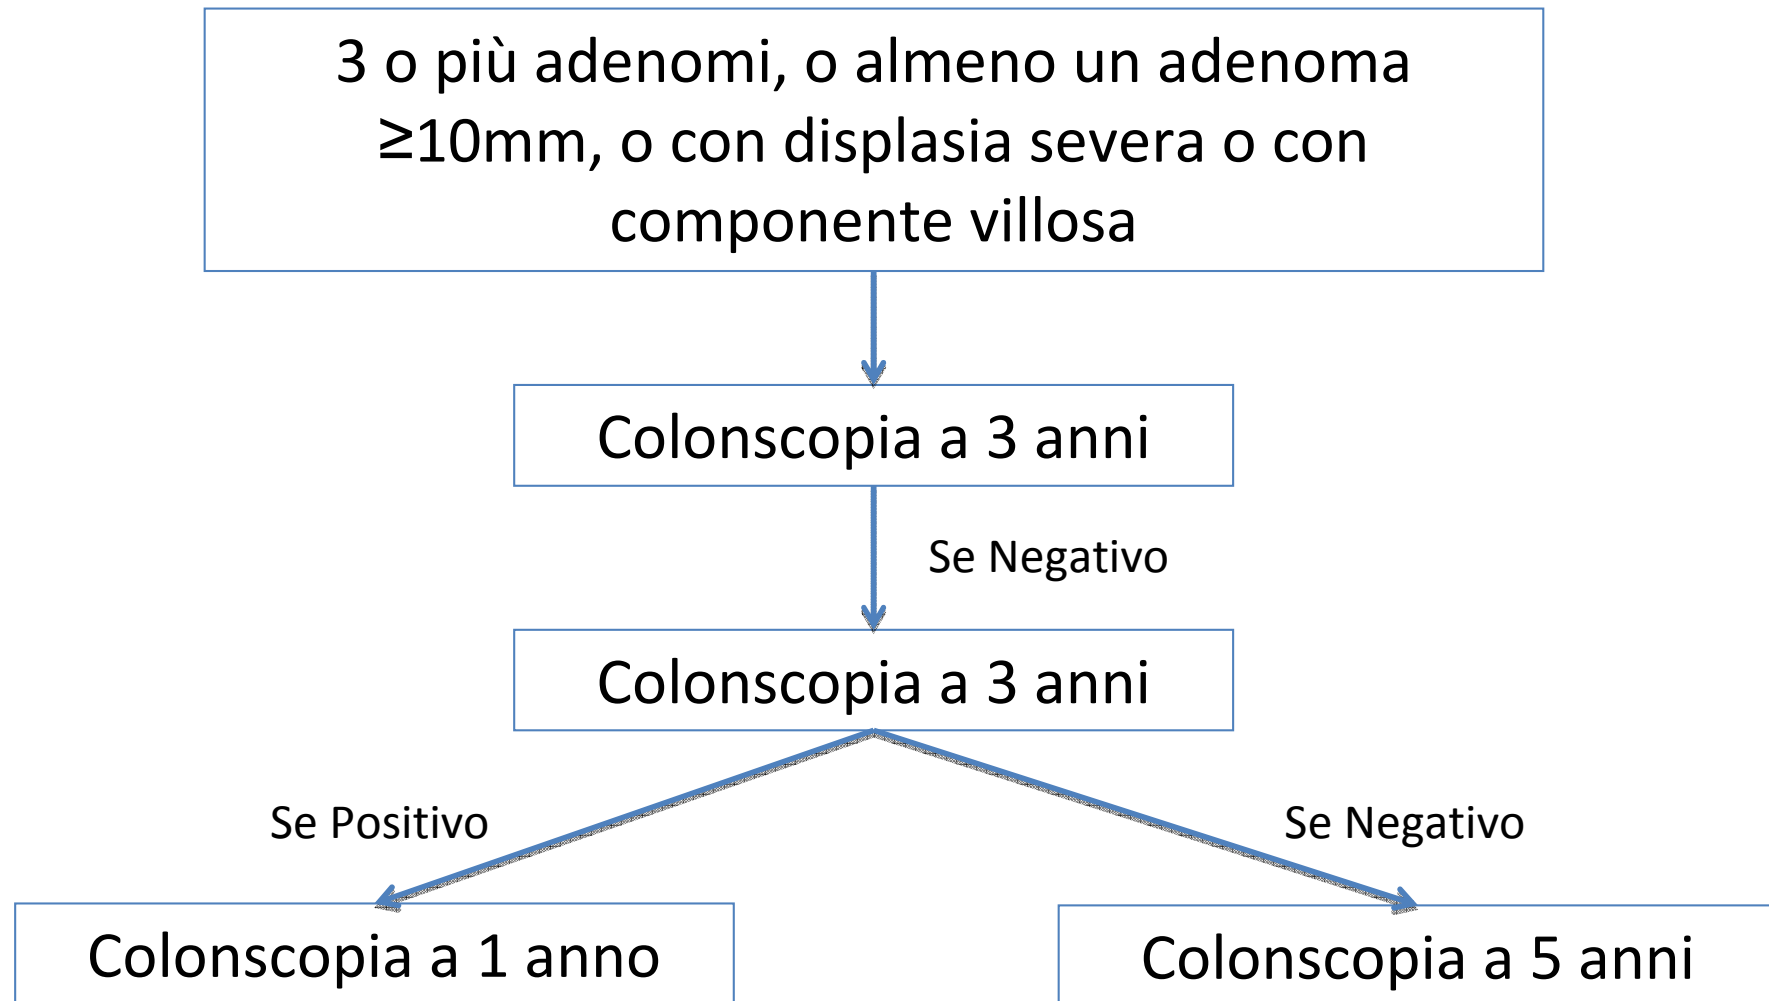 3 o più adenomi, o almeno un adenoma
≥10mm, o con displasia severa o con
componente villosa
Colonscopia a 3 anni
Se Negativo
Colonscopia a 3 anni
Se Positivo
Se Negativo
Colonscopia a 1 anno
Colonscopia a 5 anni